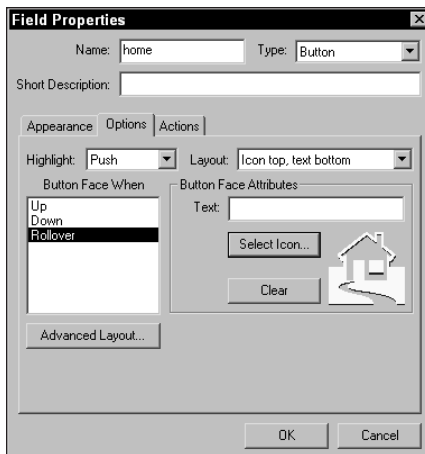 Field Properties
Name: home Type: Button
Short Description:
Appearance Options Actions
Highlight: Push Layout: Icon top, text bottom
Button Face When Button Face Attributes
Up Text:
Down
Rollover
Select Icon...
Clear
Advanced Layout...
OK Cancel